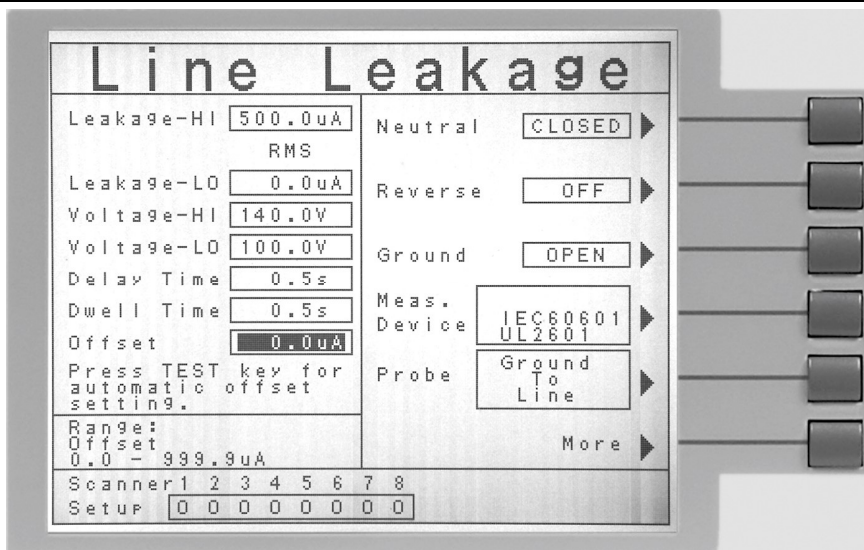 Line Leakage
Leakage-HI 500.0uA
RMS
Leakage-LO 0.0uA
Voltage-HI 140.0V
Voltage-LO 100.0V
Delay Time 0.5s
Dwell Time 0.5s
Offset 0.0uA
Press TEST key for
automatic offset
setting.
Range:
Offset
0.0 - 999.9uA
Neutral CLOSED
Reverse OFF
Ground OPEN
Meas.
Device IEC60601
UL2601
Probe Ground
To
Line
More
Scanner 1 2 3 4 5 6 7 8
Setup 0 0 0 0 0 0 0 0